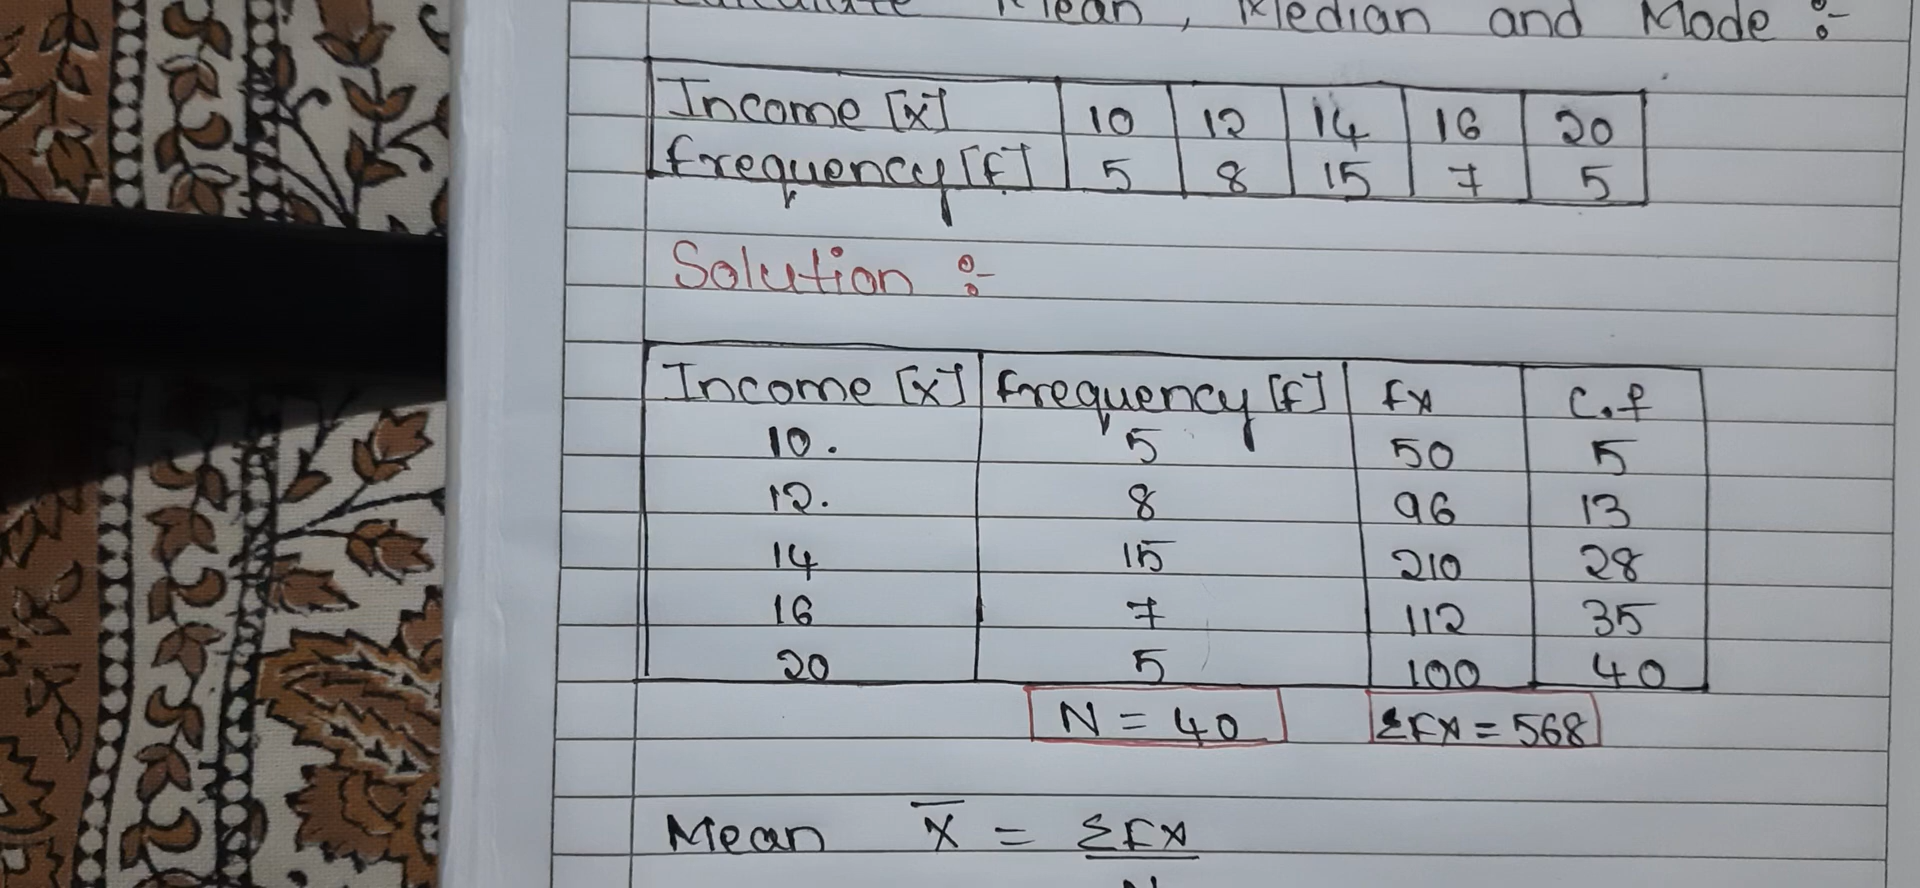 Calculate Mean, Median and Mode :-
Income [x] 10 12 14 16 20
frequency [f] 5 8 15 7 5
Solution :-
Income [x] frequency [f] fx c.f
10. 5 50 5
12. 8 96 13
14 15 210 28
16 7 112 35
20 5 100 40
N = 40 Σfx = 568
Mean X̄ = Σfx
N